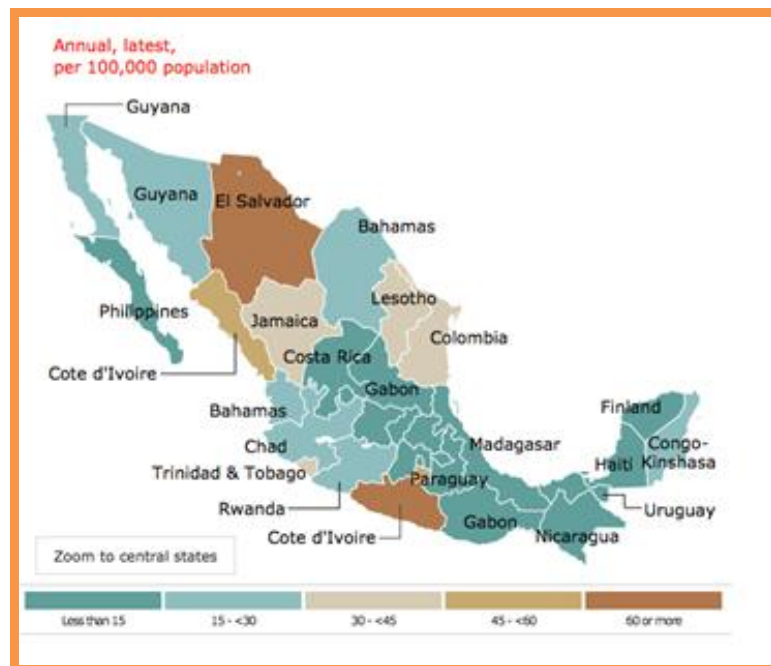 Annual, latest,
per 100,000 population
Guyana
Guyana
El Salvador
Bahamas
Lesotho
Philippines
Jamaica
Colombia
Costa Rica
Cote d'Ivoire
Gabon
Bahamas
Finland
Chad
Madagasar
Congo-
Kinshasa
Trinidad & Tobago
Haiti
Paraguay
Rwanda
Uruguay
Gabon
Cote d'Ivoire
Nicaragua
Zoom to central states
Less than 15
15 - <30
30 - <45
45 - <60
60 or more